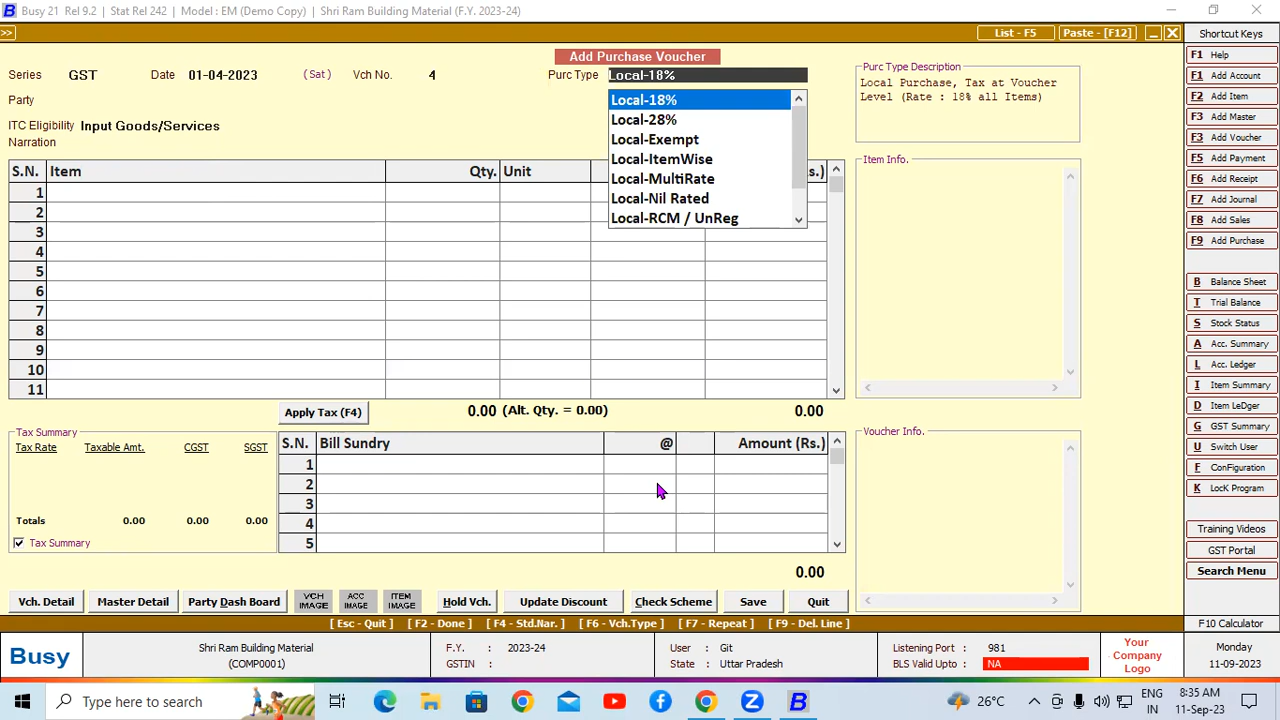 Busy 21 Rel 9.2 | Stat Rel 242 | Model : EM (Demo Copy) | Shri Ram Building Material (F.Y. 2023-24)
>> List - F5 Paste - [F12]
Add Purchase Voucher
Series GST Date 01-04-2023 (Sat) Vch No. 4 Purc Type Local-18%
Party
ITC Eligibility Input Goods/Services
Narration
Local-18%
Local-28%
Local-Exempt
Local-ItemWise
Local-MultiRate
Local-Nil Rated
Local-RCM / UnReg
Purc Type Description
Local Purchase, Tax at Voucher
Level (Rate : 18% all Items)
S.N. Item Qty. Unit s.)
1
2
3
4
5
6
7
8
9
10
11
Item Info.
Apply Tax (F4) 0.00 (Alt. Qty. = 0.00) 0.00
Tax Summary
Tax Rate Taxable Amt. CGST SGST
Totals 0.00 0.00 0.00
Tax Summary
S.N. Bill Sundry @ Amount (Rs.)
1
2
3
4
5
0.00
Voucher Info.
Vch. Detail Master Detail Party Dash Board VCH IMAGE ACC IMAGE ITEM IMAGE Hold Vch. Update Discount Check Scheme Save Quit
[ Esc - Quit ] [ F2 - Done ] [ F4 - Std.Nar. ] [ F6 - Vch.Type ] [ F7 - Repeat ] [ F9 - Del. Line ]
Shortcut Keys
F1 Help
F1 Add Account
F2 Add Item
F3 Add Master
F3 Add Voucher
F5 Add Payment
F6 Add Receipt
F7 Add Journal
F8 Add Sales
F9 Add Purchase
B Balance Sheet
T Trial Balance
S Stock Status
A Acc. Summary
L Acc. Ledger
I Item Summary
D Item LeDger
G GST Summary
U Switch User
F ConFiguration
K LocK Program
Training Videos
GST Portal
Search Menu
F10 Calculator
Busy
Shri Ram Building Material
(COMP0001)
F.Y. : 2023-24
GSTIN :
User : Git
State : Uttar Pradesh
Listening Port : 981
BLS Valid Upto : NA
Your
Company
Logo
Monday
11-09-2023
Type here to search
26°C
ENG
IN
8:35 AM
11-Sep-23